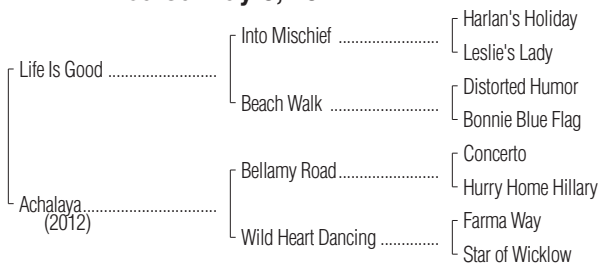 Harlan's Holiday
Into Mischief ........................
Leslie's Lady
Life Is Good ..........................
Distorted Humor
Beach Walk ..........................
Bonnie Blue Flag
Concerto
Bellamy Road........................
Hurry Home Hillary
Achalaya................................
(2012)
Farma Way
Wild Heart Dancing ..............
Star of Wicklow